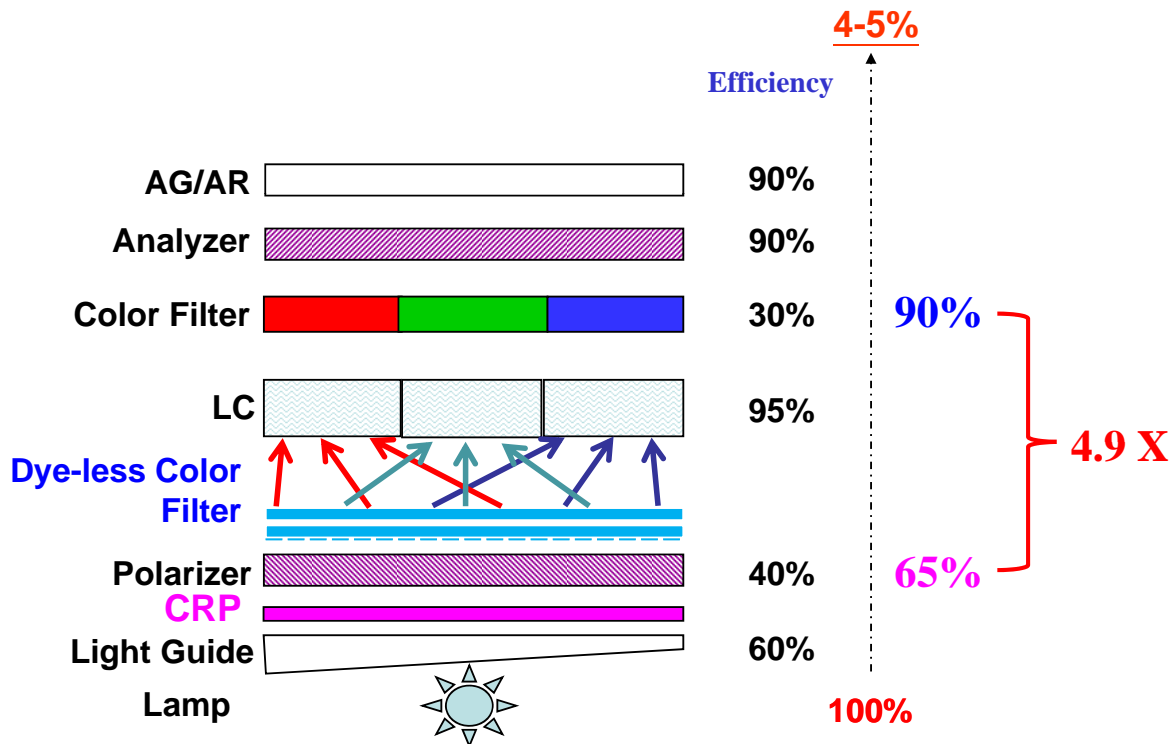 4-5%
Efficiency
AG/AR 90%
Analyzer 90%
Color Filter 30% 90%
LC 95%
4.9 X
Dye-less Color
Filter
Polarizer 40% 65%
CRP
Light Guide 60%
Lamp 100%